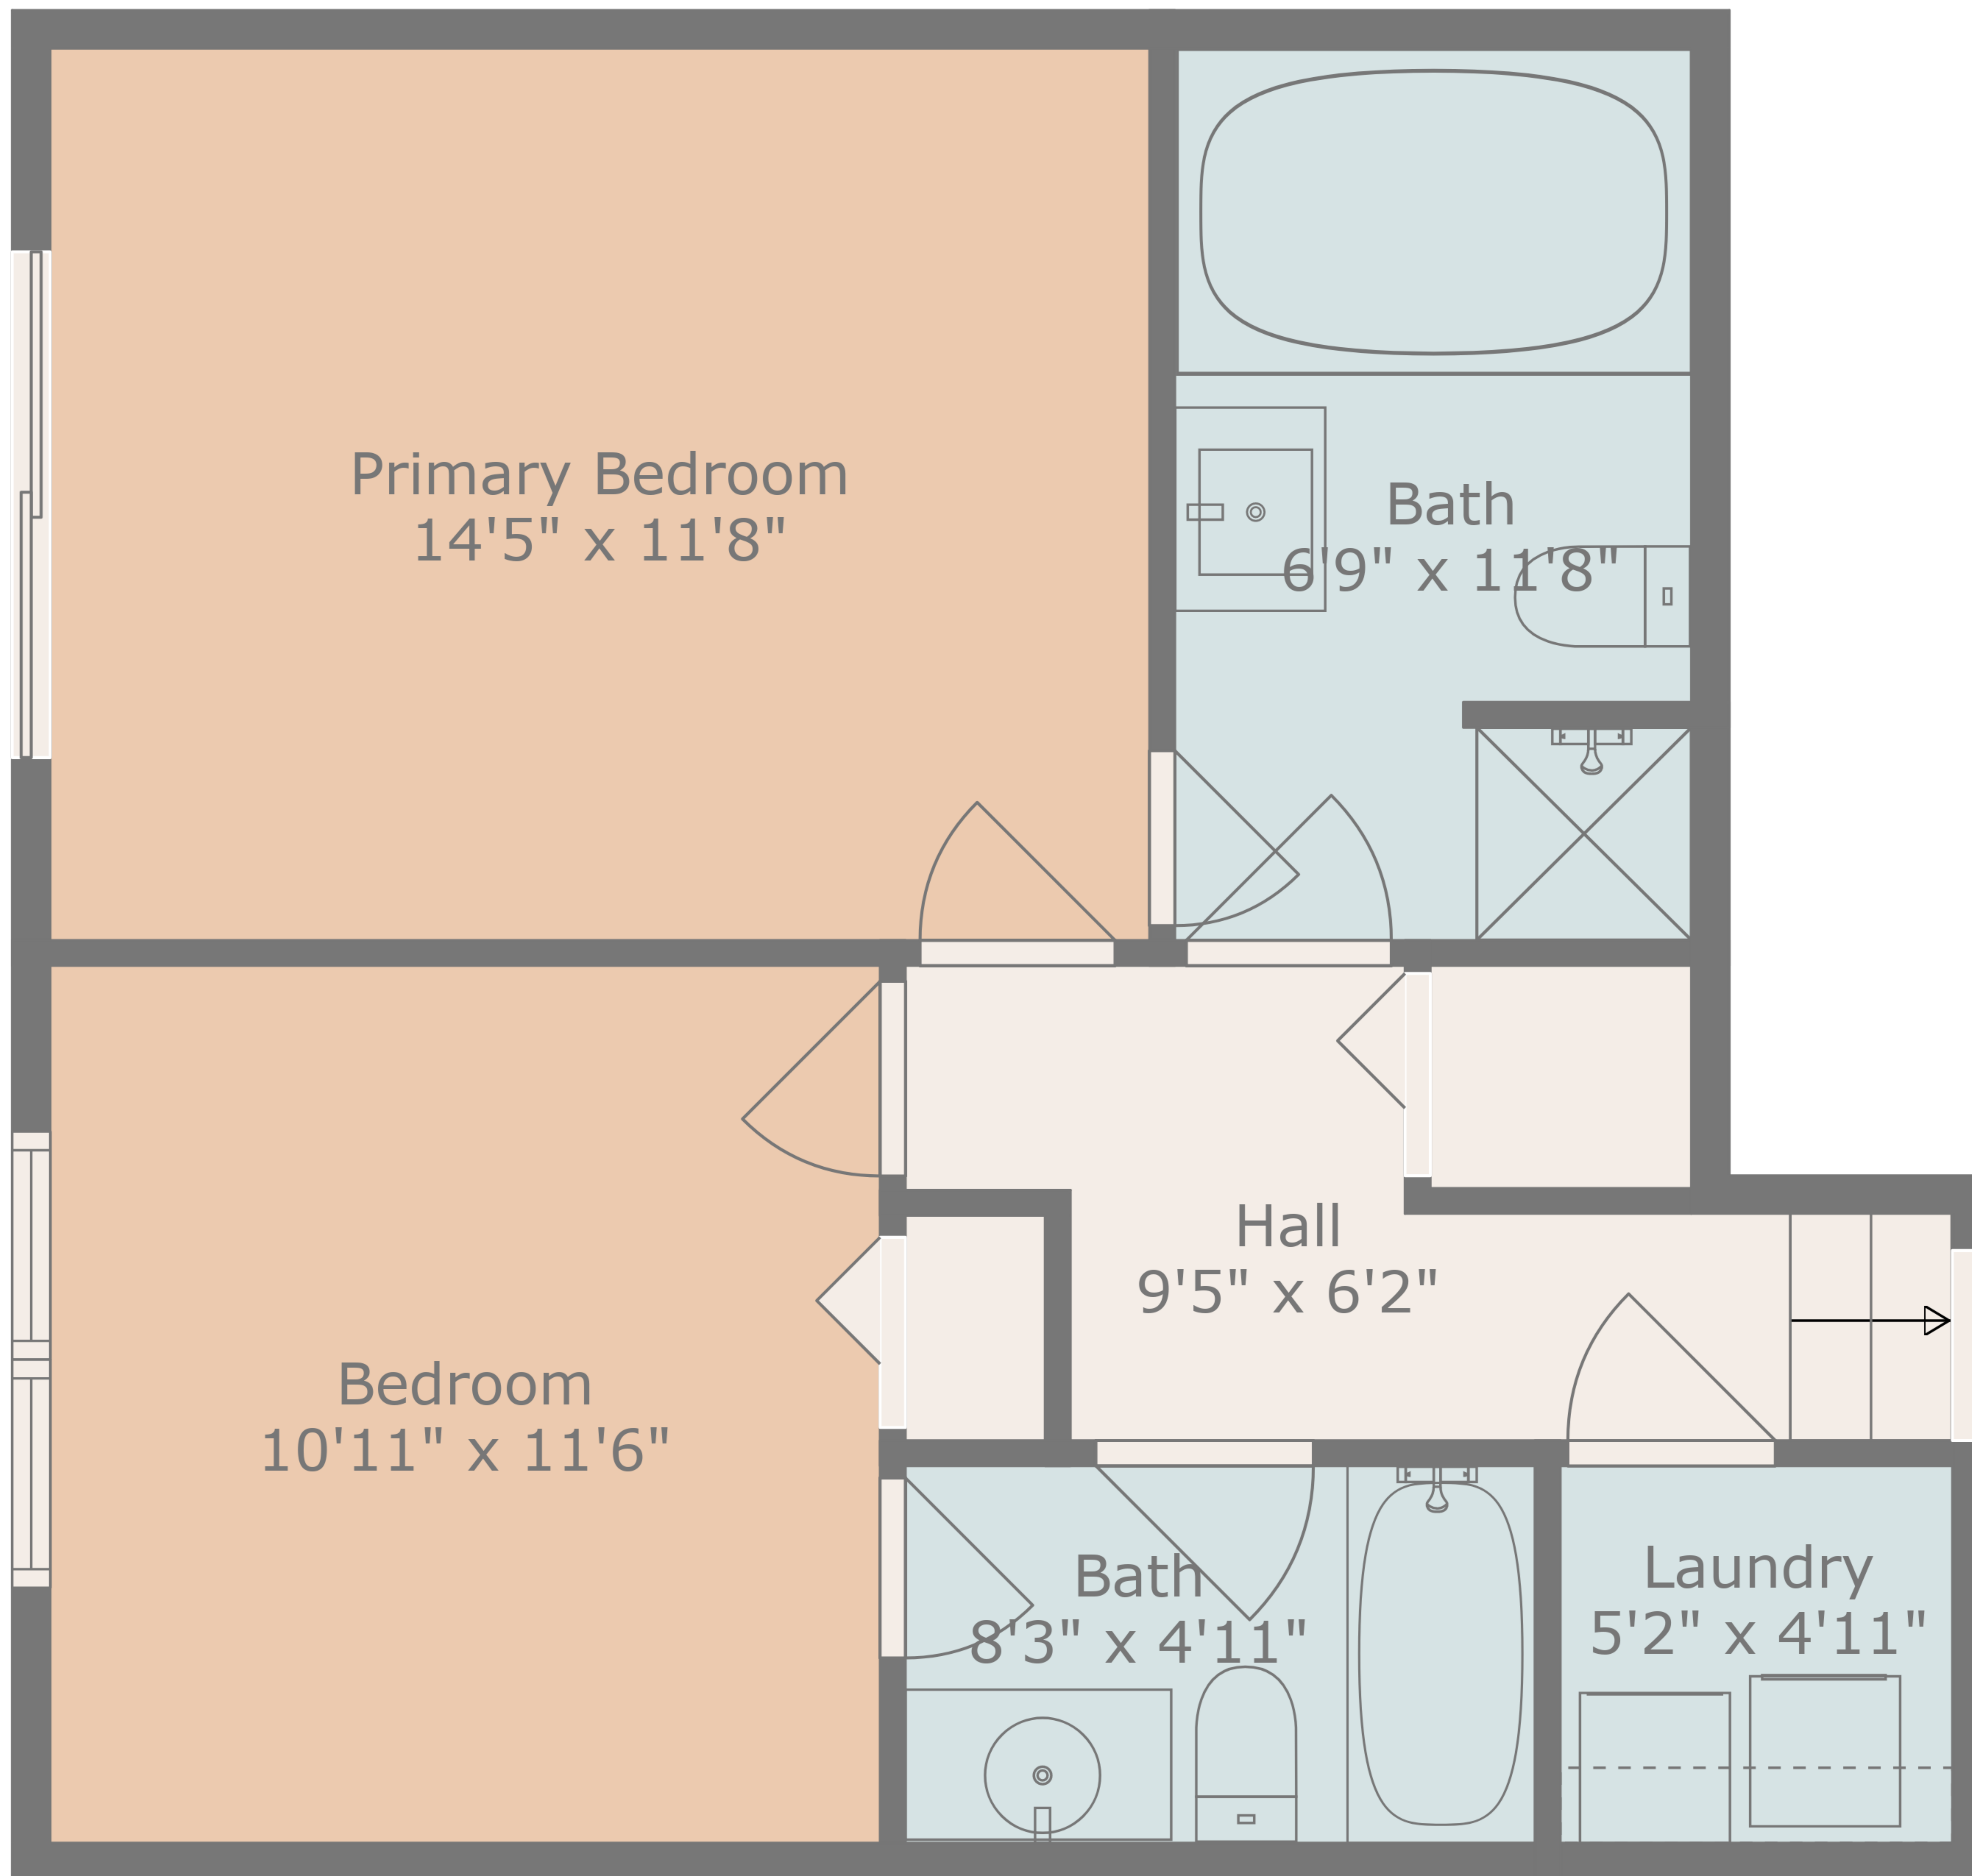 Primary Bedroom
14'5" x 11'8"
Bath
6'9" x 11'8"
Hall
9'5" x 6'2"
Bedroom
10'11" x 11'6"
Bath
8'3" x 4'11"
Laundry
5'2" x 4'11"